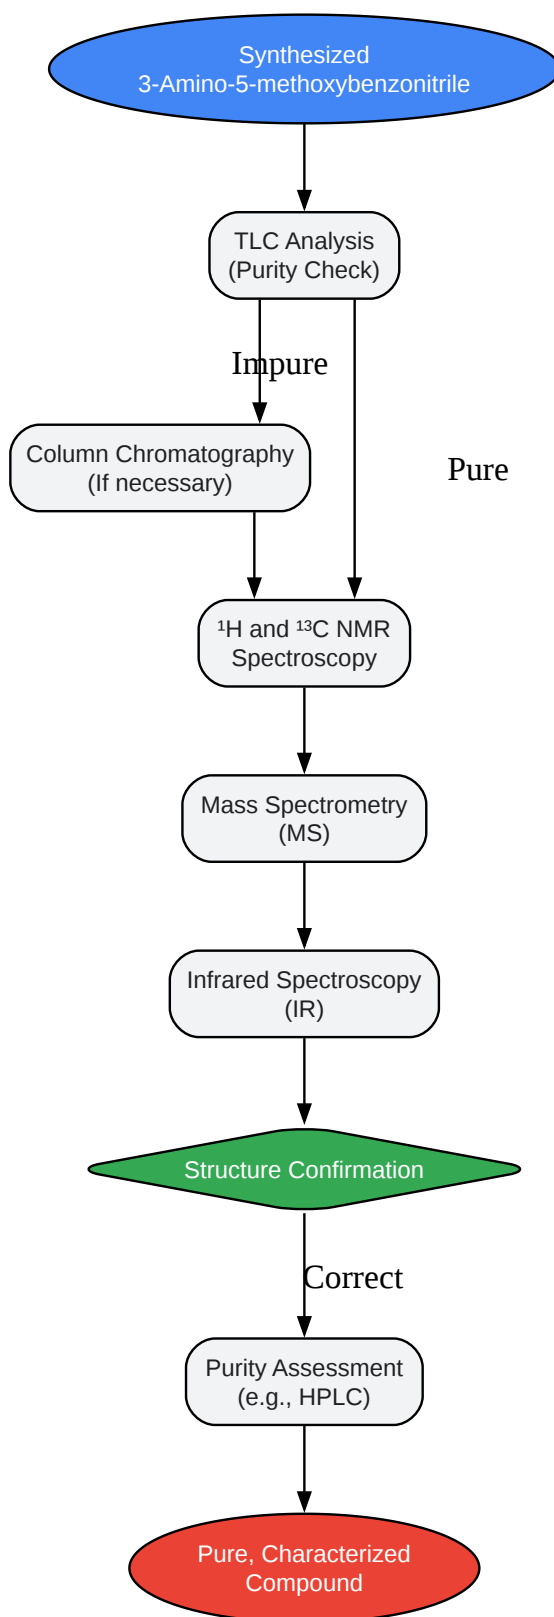 Synthesized
3-Amino-5-methoxybenzonitrile
TLC Analysis
(Purity Check)
Impure
Column Chromatography
(If necessary)
Pure
¹H and ¹³C NMR
Spectroscopy
Mass Spectrometry
(MS)
Infrared Spectroscopy
(IR)
Structure Confirmation
Correct
Purity Assessment
(e.g., HPLC)
Pure, Characterized
Compound